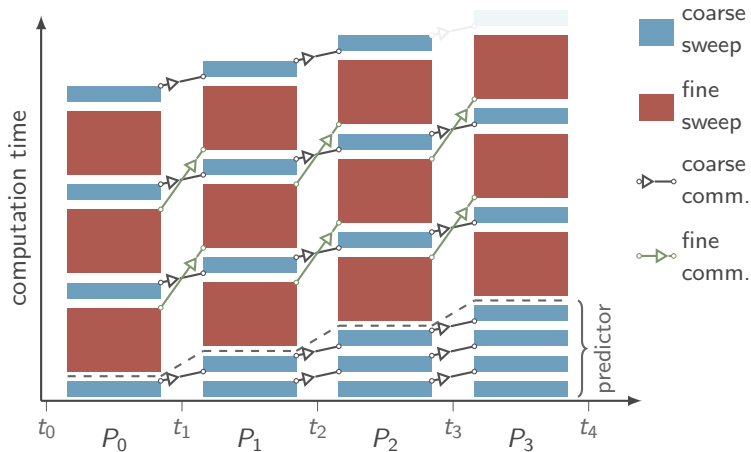 coarse
sweep
fine
sweep
coarse
comm.
fine
comm.
computation time
predictor
t₀ P₀ t₁ P₁ t₂ P₂ t₃ P₃ t₄